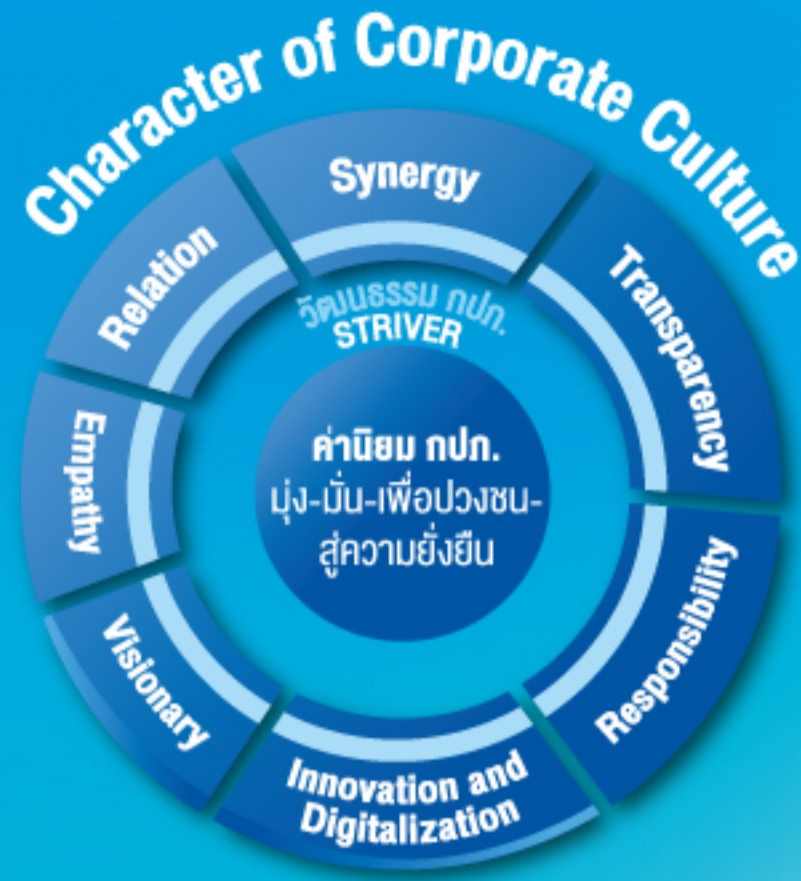 Character of Corporate Culture
Synergy
Transparency
Responsibility
Innovation and
Digitalization
Visionary
Empathy
Relation
วัฒนธรรม กปภ.
STRIVER
ค่านิยม กปภ.
มุ่ง-มั่น-เพื่อปวงชน-
สู่ความยั่งยืน